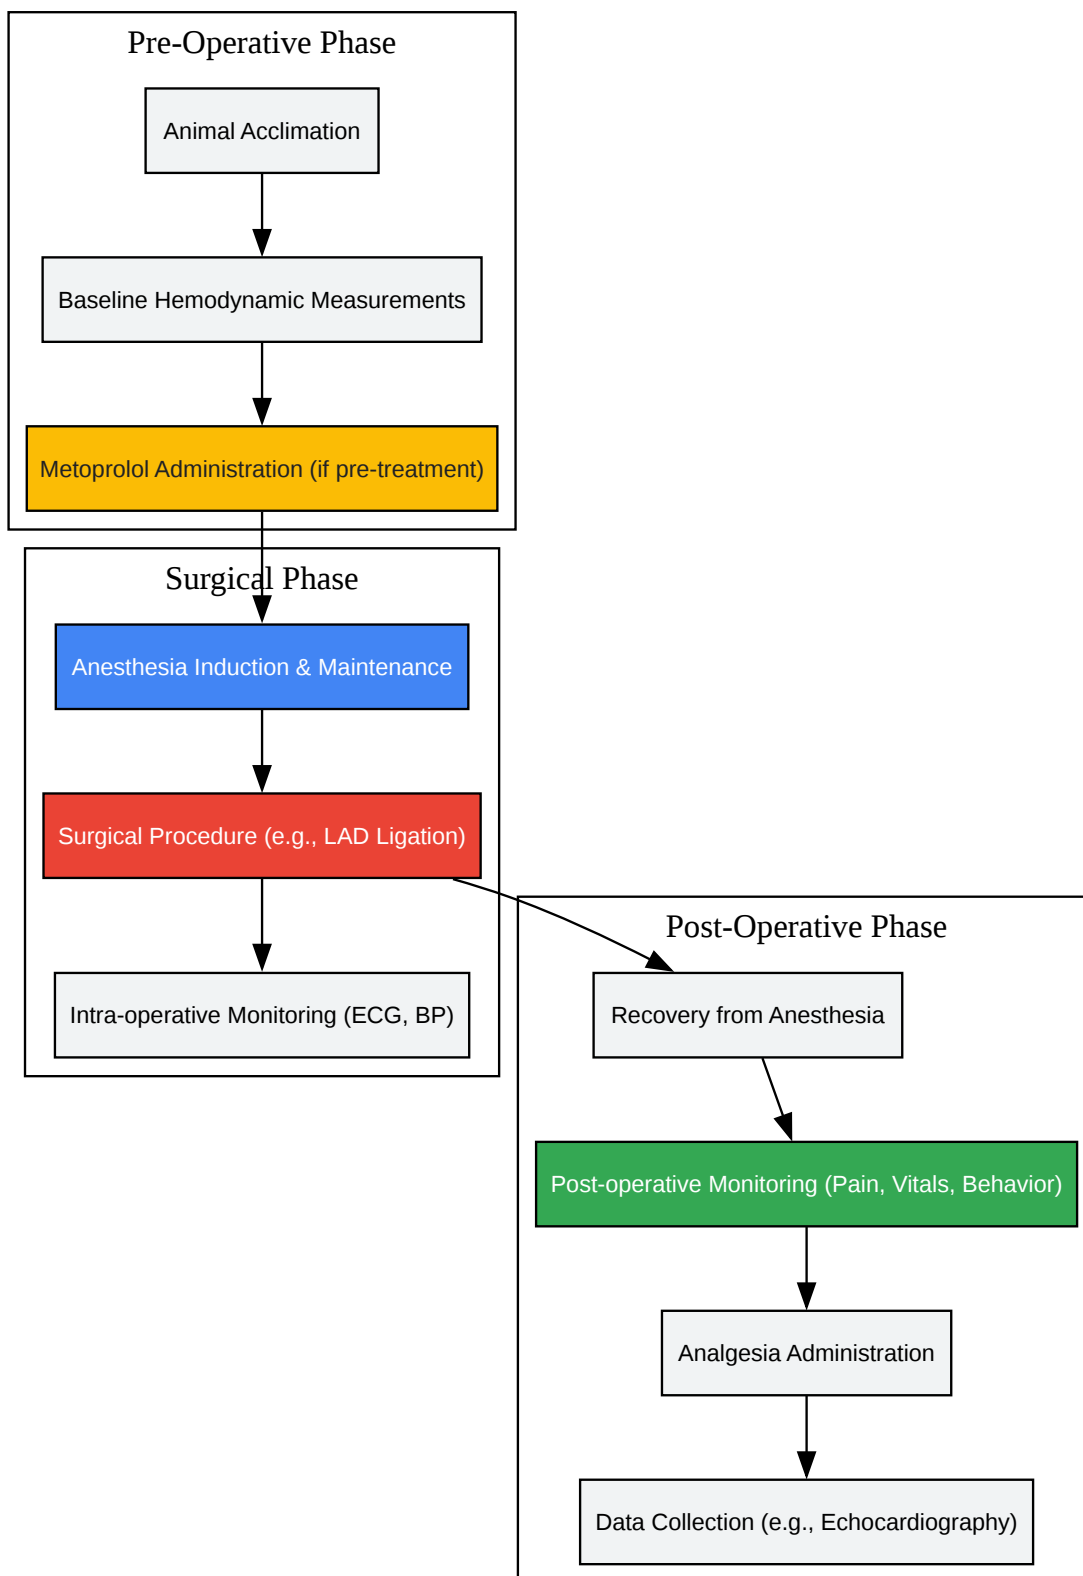 Pre-Operative Phase
Animal Acclimation
Baseline Hemodynamic Measurements
Metoprolol Administration (if pre-treatment)
Surgical Phase
Anesthesia Induction & Maintenance
Surgical Procedure (e.g., LAD Ligation)
Intra-operative Monitoring (ECG, BP)
Post-Operative Phase
Recovery from Anesthesia
Post-operative Monitoring (Pain, Vitals, Behavior)
Analgesia Administration
Data Collection (e.g., Echocardiography)